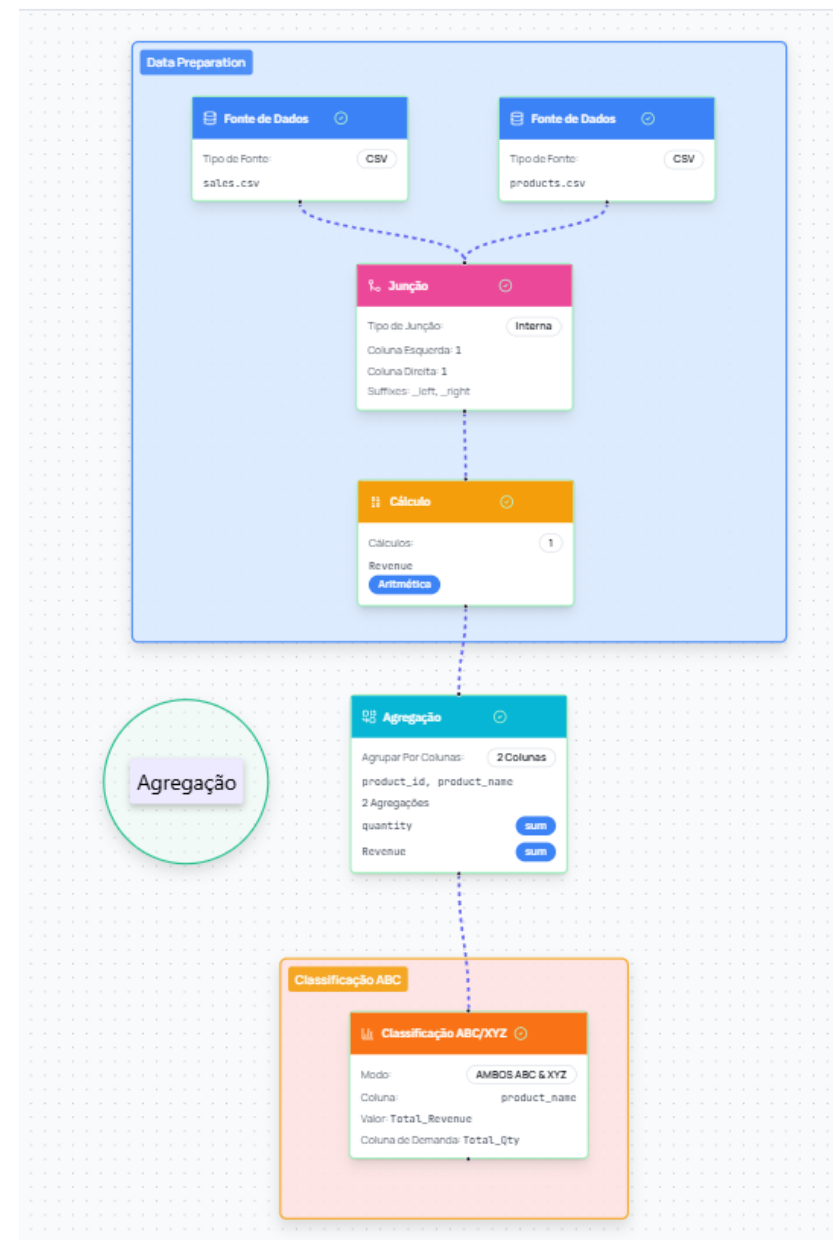 Data Preparation
Fonte de Dados
Tipo de Fonte: CSV
sales.csv
Fonte de Dados
Tipo de Fonte: CSV
products.csv
Junção
Tipo de Junção: Interna
Coluna Esquerda: 1
Coluna Direita: 1
Suffixes: _left, _right
Cálculo
Cálculos: 1
Revenue
Aritmética
Agregação
Agregação
Agrupar Por Colunas: 2 Colunas
product_id, product_name
2 Agregações
quantity sum
Revenue sum
Classificação ABC
Classificação ABC/XYZ
Modo: AMBOS ABC & XYZ
Coluna: product_name
Valor: Total_Revenue
Coluna de Demanda: Total_Qty